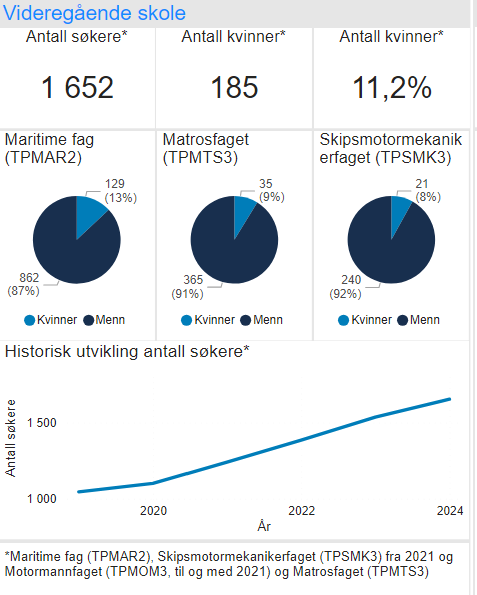 Videregående skole
Antall søkere*
Antall kvinner*
Antall kvinner*
1 652
185
11,2%
Maritime fag
(TPMAR2)
129
(13%)
862
(87%)
Kvinner Menn
Matrosfaget
(TPMTS3)
35
(9%)
365
(91%)
Kvinner Menn
Skipsmotormekanik
erfaget (TPSMK3)
21
(8%)
240
(92%)
Kvinner Menn
Historisk utvikling antall søkere*
Antall søkere
1 500
1 000
2020
2022
2024
År
*Maritime fag (TPMAR2), Skipsmotormekanikerfaget (TPSMK3) fra 2021 og
Motormannfaget (TPMOM3, til og med 2021) og Matrosfaget (TPMTS3)